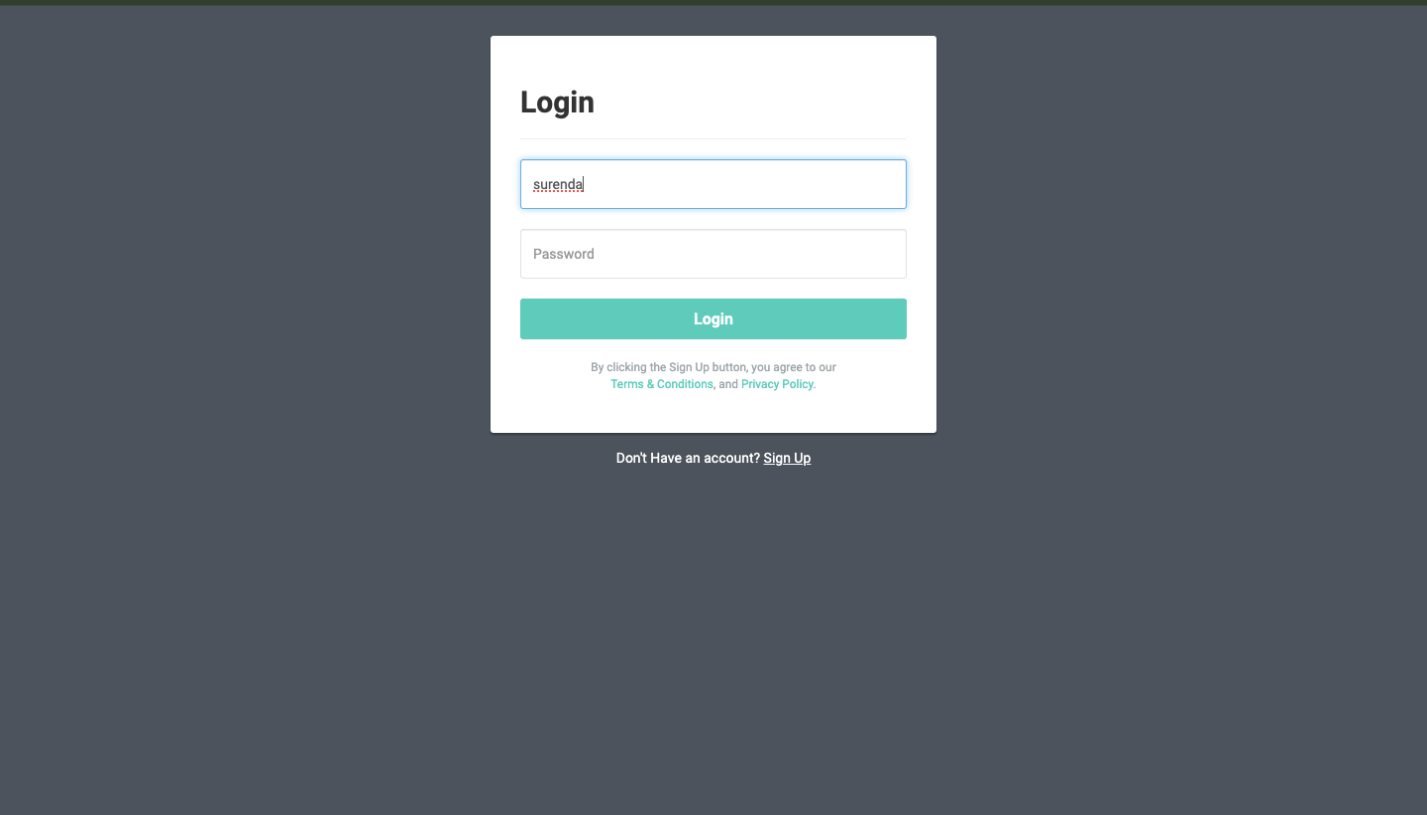 Login
surenda
Password
Login
By clicking the Sign Up button, you agree to our
Terms & Conditions, and Privacy Policy.
Don't Have an account? Sign Up